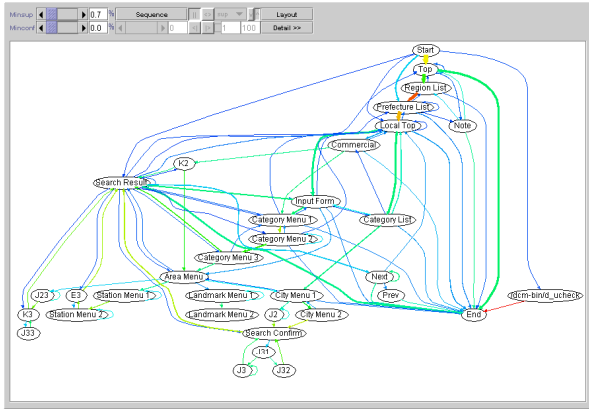 Minsup 0.7 % Sequence Layout
Minconf 0.0 % 0 1 100 Detail >>
Start
Top
Region List
Prefecture List
Local Top
Note
Commercial
K2
Search Result
Input Form
Category Menu 1
Category List
Category Menu 2
Category Menu 3
Area Menu
Next
J23
E3
Station Menu 1
Landmark Menu 1
City Menu 1
Prev
/dcm-bin/d_ucheck
K3
Station Menu 2
Landmark Menu 2
J2
City Menu 2
End
J33
Search Confirm
J31
J3
J32